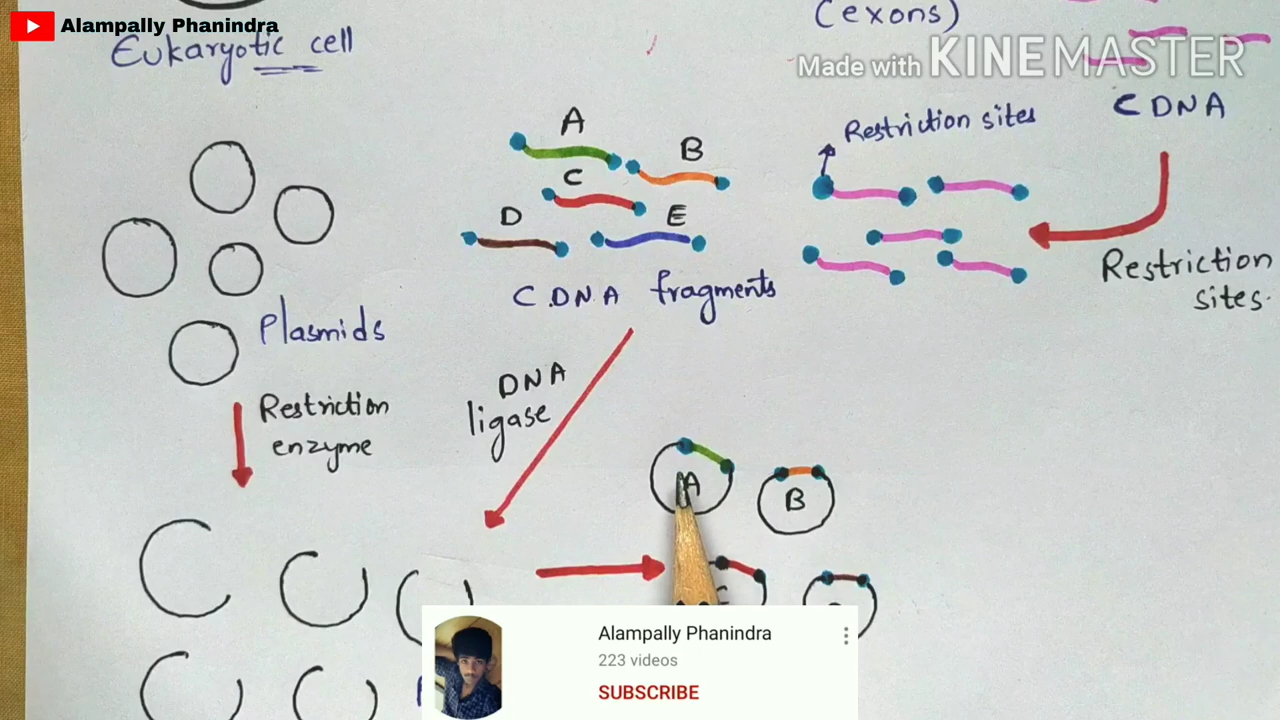 Alampally Phanindra
Eukaryotic cell
(exons)
Made with KINEMASTER
CDNA
Restriction sites
A
B
C
D
E
C.DNA fragments
Restriction
sites.
Plasmids
Restriction
enzyme
DNA
ligase
A
B
Alampally Phanindra
223 videos
SUBSCRIBE